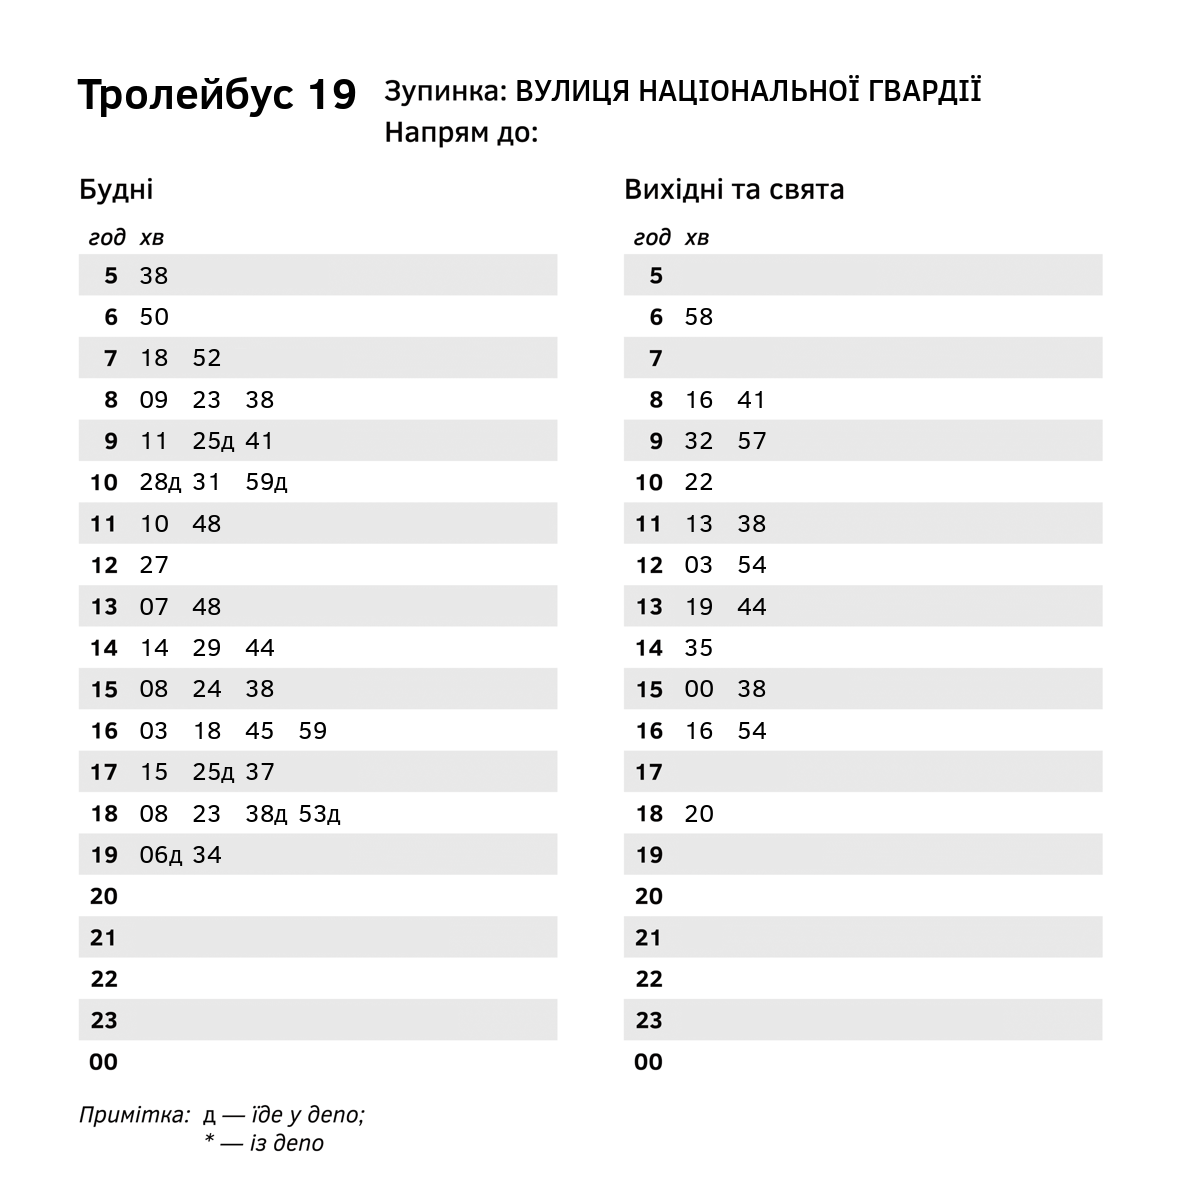 Тролейбус 19
Зупинка: ВУЛИЦЯ НАЦІОНАЛЬНОЇ ГВАРДІЇ
Напрям до:
Будні
год хв
5 38
6 50
7 18 52
8 09 23 38
9 11 25д 41
10 28д 31 59д
11 10 48
12 27
13 07 48
14 14 29 44
15 08 24 38
16 03 18 45 59
17 15 25д 37
18 08 23 38д 53д
19 06д 34
20
21
22
23
00
Вихідні та свята
год хв
5
6 58
7
8 16 41
9 32 57
10 22
11 13 38
12 03 54
13 19 44
14 35
15 00 38
16 16 54
17
18 20
19
20
21
22
23
00
Примітка: д — їде у депо;
* — із депо